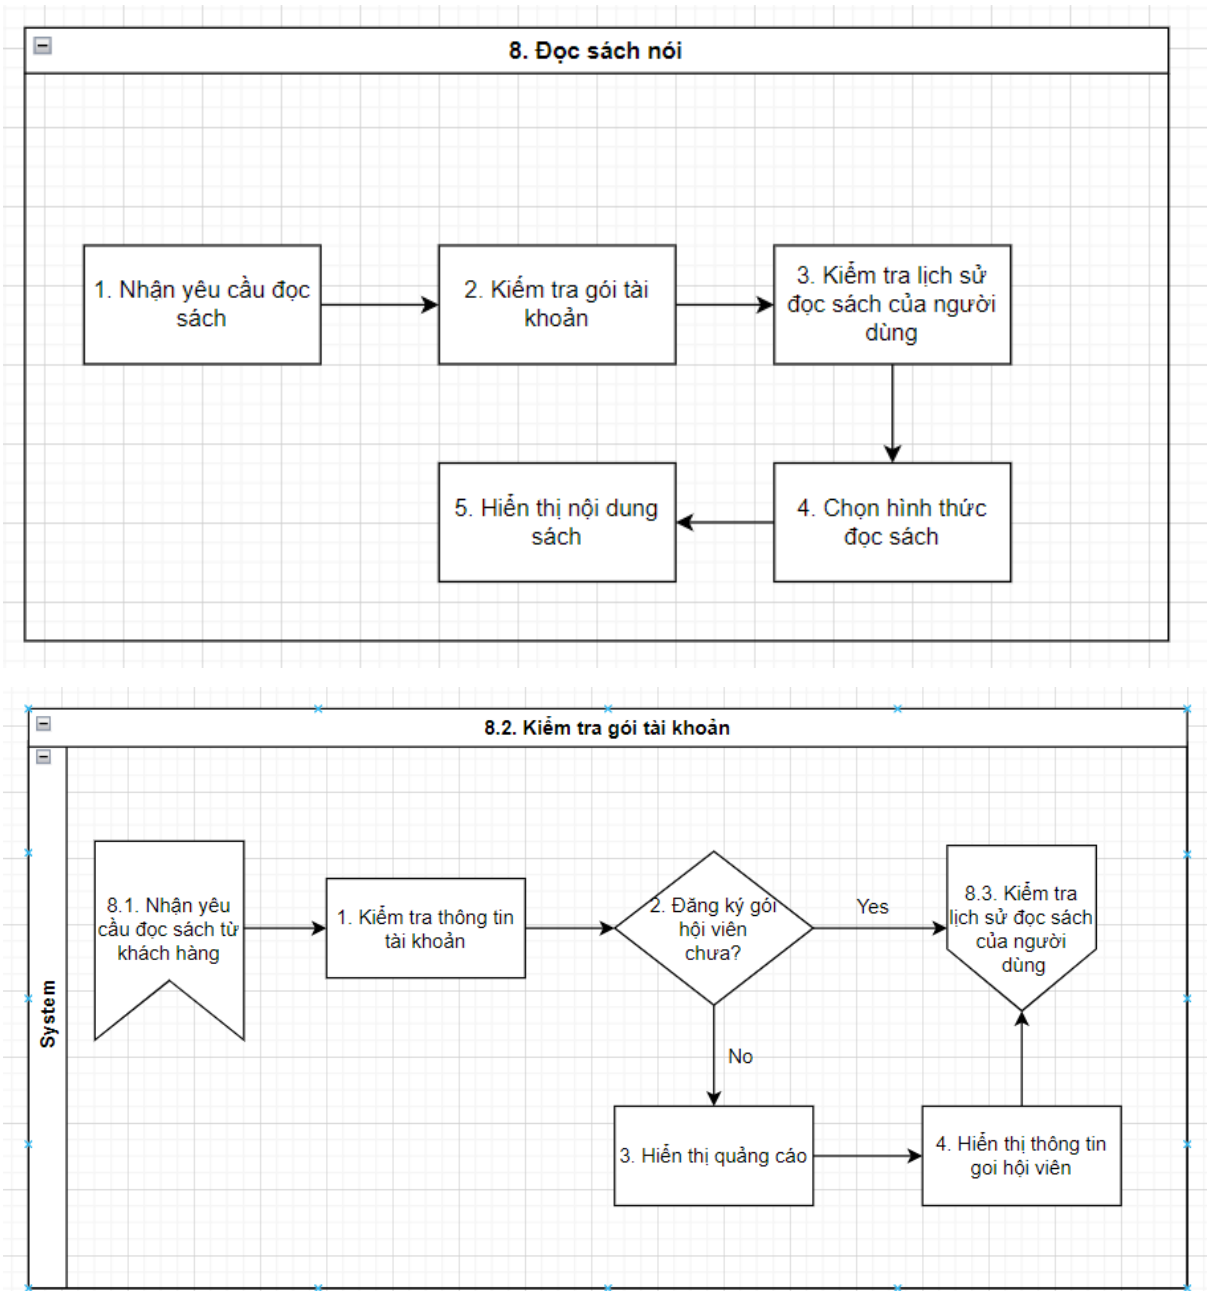 8. Đọc sách nói
1. Nhận yêu cầu đọc
sách
2. Kiểm tra gói tài
khoản
3. Kiểm tra lịch sử
đọc sách của người
dùng
5. Hiển thị nội dung
sách
4. Chọn hình thức
đọc sách
8.2. Kiểm tra gói tài khoản
System
8.1. Nhận yêu
cầu đọc sách từ
khách hàng
1. Kiểm tra thông tin
tài khoản
2. Đăng ký gói
hội viên
chưa?
Yes
8.3. Kiểm tra
lịch sử đọc sách
của người
dùng
No
3. Hiển thị quảng cáo
4. Hiển thị thông tin
goi hội viên